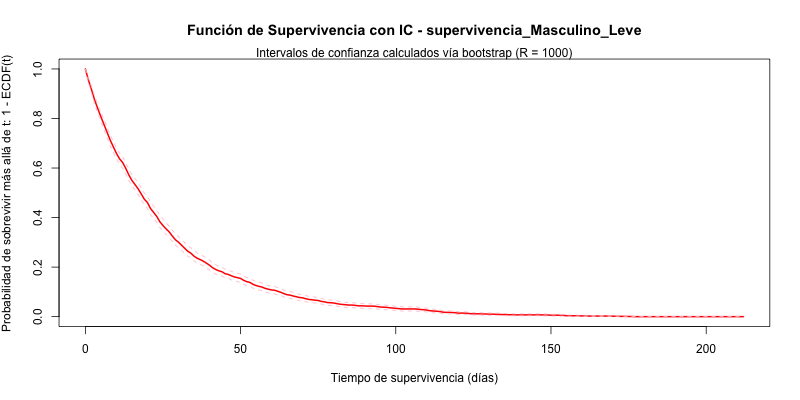 Función de Supervivencia con IC - supervivencia_Masculino_Leve
Intervalos de confianza calculados vía bootstrap (R = 1000)
Probabilidad de sobrevivir más allá de t: 1 - ECDF(t)
1.0
0.8
0.6
0.4
0.2
0.0
0 50 100 150 200
Tiempo de supervivencia (días)